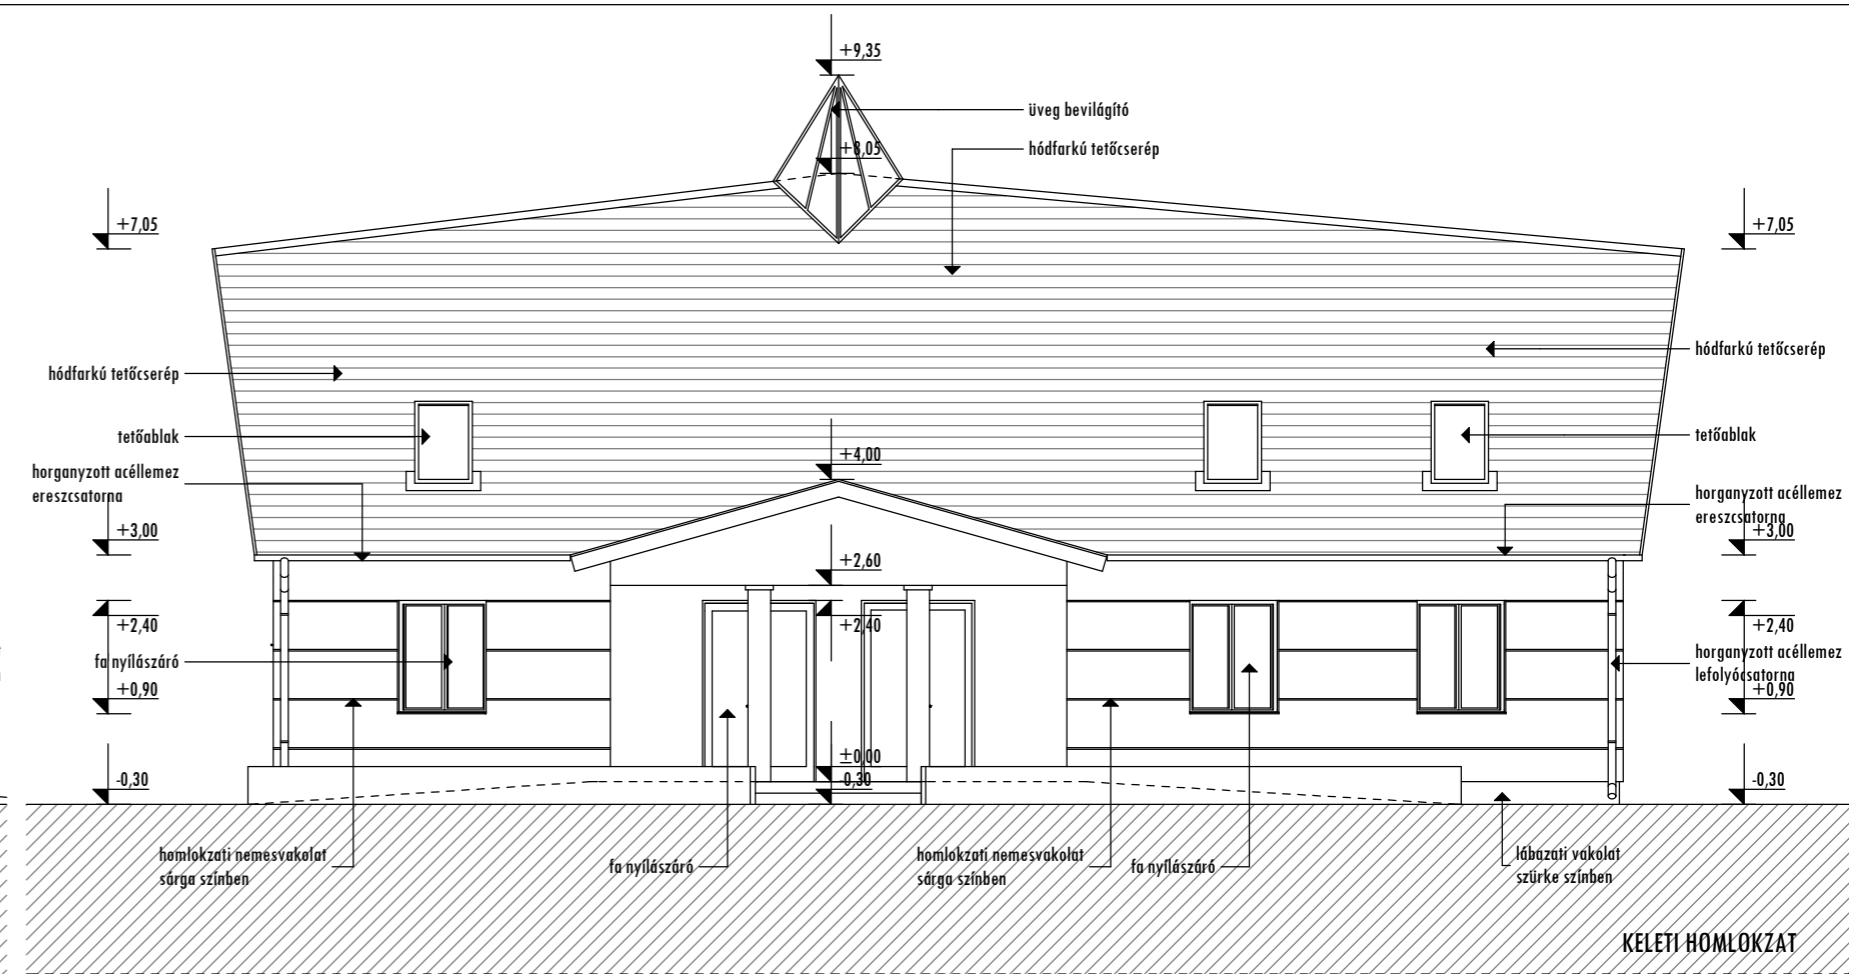 +9,35
üveg bevilágító
hódfarkú tetőcserép
+8,05
+7,05
+7,05
hódfarkú tetőcserép
hódfarkú tetőcserép
tetőablak
tetőablak
+4,00
horganyzott acéllemez
ereszcsatorna
horganyzott acéllemez
ereszcsatorna
+3,00
+3,00
+2,60
+2,40
+2,40
+2,40
fa nyílászáró
horganyzott acéllemez
lefolyócsatorna
+0,90
+0,90
±0,00
-0,30
-0,30
-0,30
homlokzati nemesvakolat
sárga színben
fa nyílászáró
homlokzati nemesvakolat
sárga színben
fa nyílászáró
lábazati vakolat
szürke színben
KELETI HOMLOKZAT